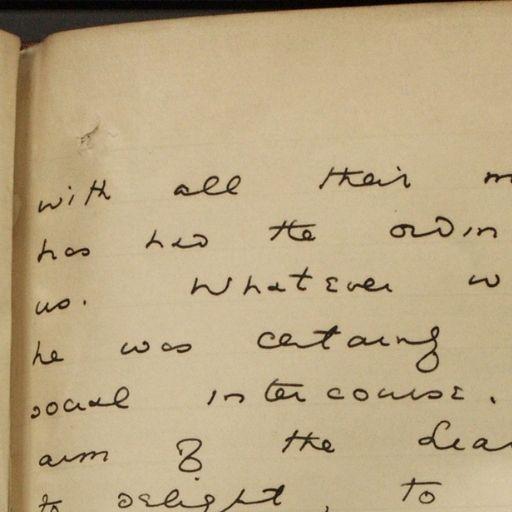 with all their m
has had the ordin
us. Whatever w
he was certainly
social intercourse.
aim of the dea
to delight, to